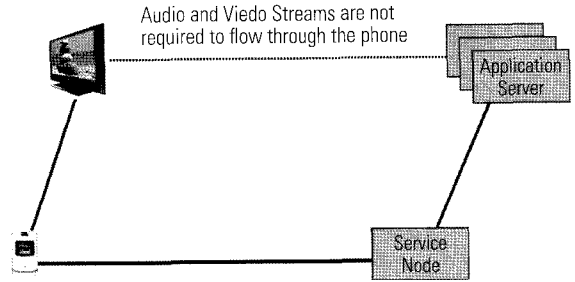 Audio and Viedo Streams are not
required to flow through the phone
Application
Server
Service
Node